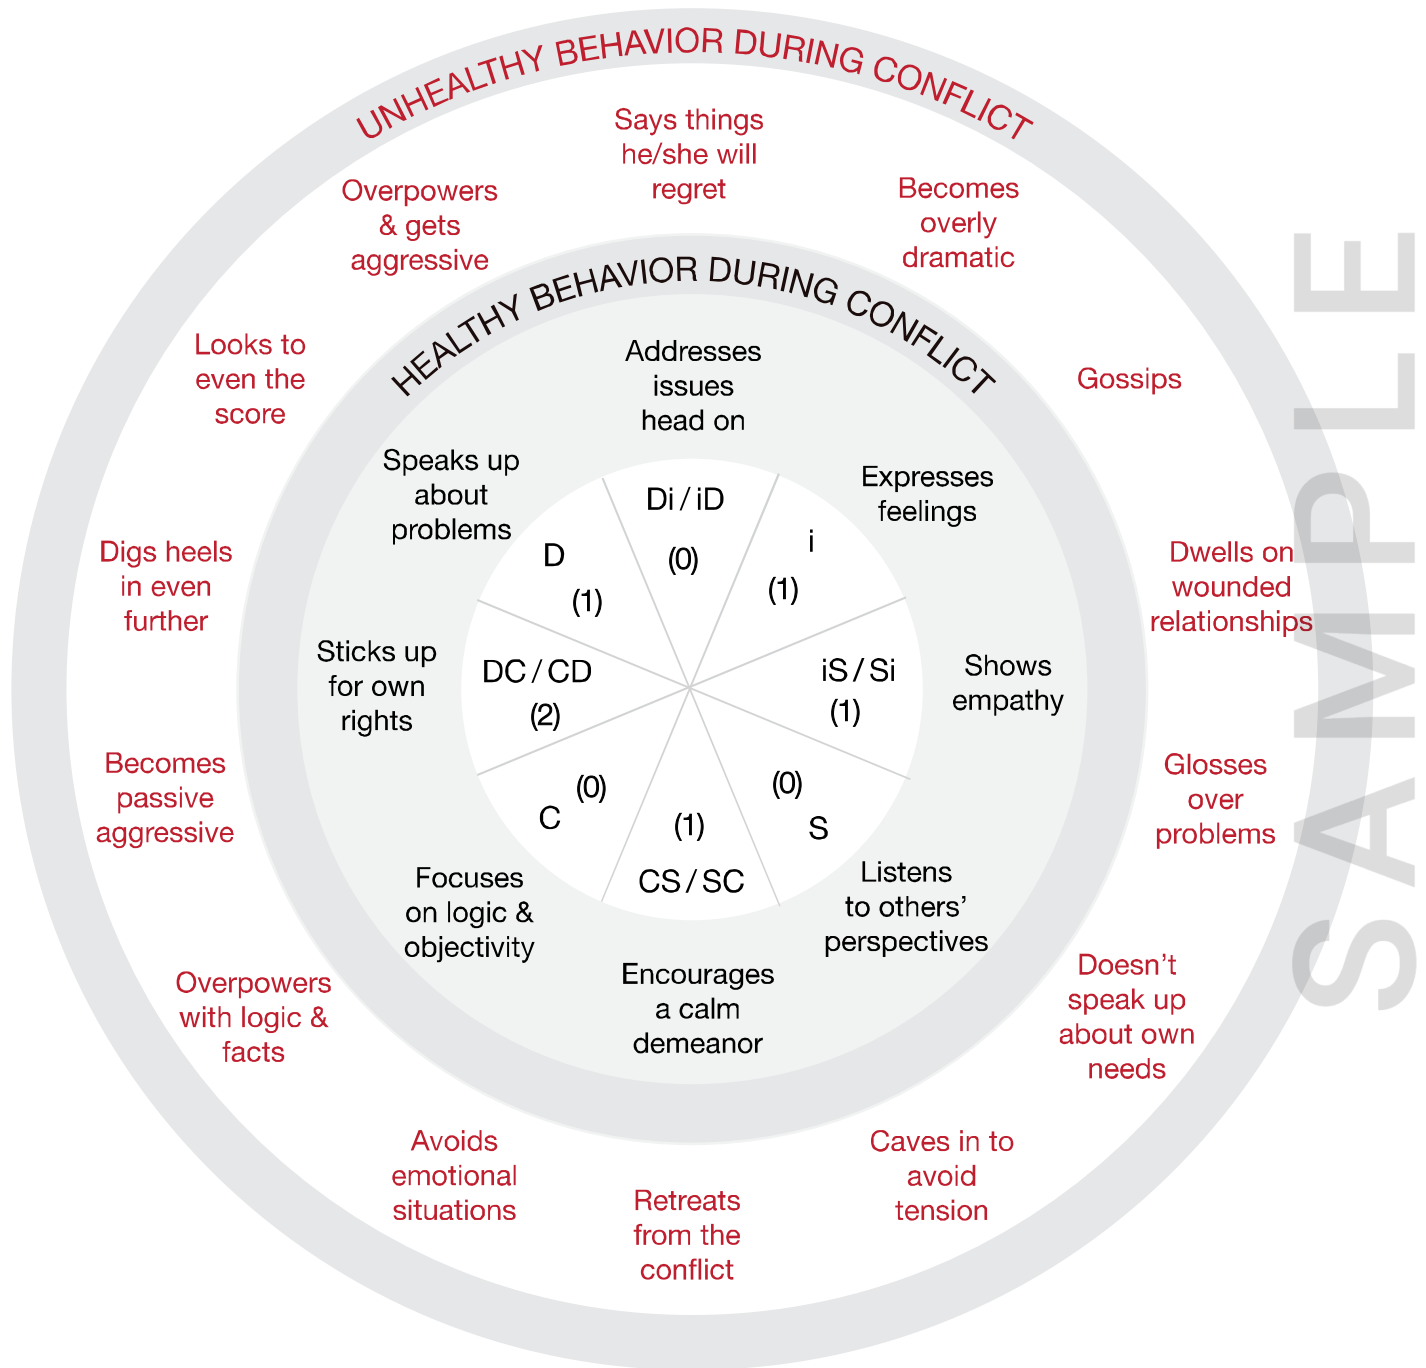 UNHEALTHY BEHAVIOR DURING CONFLICT
Says things
he/she will
regret
Overpowers
& gets
aggressive
Becomes
overly
dramatic
HEALTHY BEHAVIOR DURING CONFLICT
Looks to
even the
score
Addresses
issues
head on
Gossips
Speaks up
about
problems
Expresses
feelings
Di / iD
(0)
D
(1)
i
(1)
Digs heels
in even
further
Dwells on
wounded
relationships
Sticks up
for own
rights
DC / CD
(2)
iS / Si
(1)
Shows
empathy
Becomes
passive
aggressive
(0)
C
(1)
CS / SC
(0)
S
Glosses
over
problems
Focuses
on logic &
objectivity
Listens
to others’
perspectives
Encourages
a calm
demeanor
Overpowers
with logic &
facts
Doesn’t
speak up
about own
needs
Avoids
emotional
situations
Retreats
from the
conflict
Caves in to
avoid
tension
SAMPLE